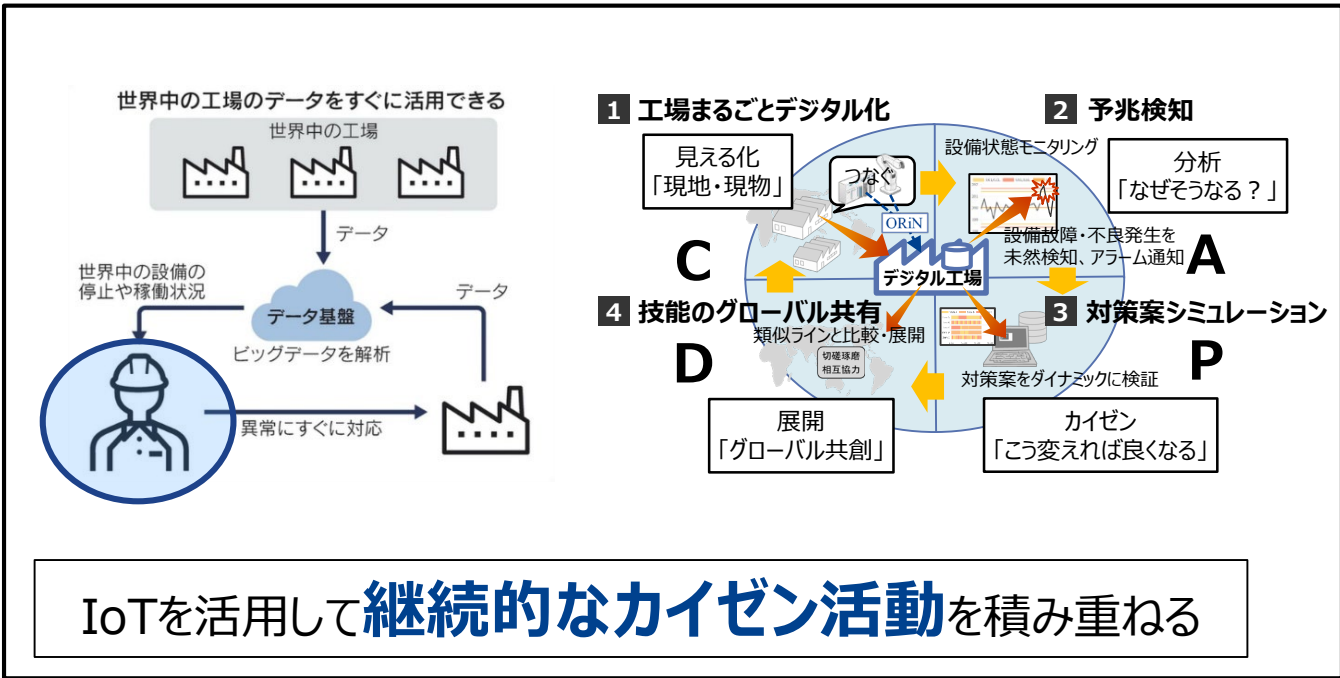 世界中の工場のデータをすぐに活用できる
世界中の工場
データ
世界中の設備の
停止や稼働状況
データ
データ基盤
ビッグデータを解析
異常にすぐに対応
1 工場まるごとデジタル化
見える化
「現地・現物」
つなぐ
ORiN
C
2 予兆検知
設備状態モニタリング
分析
「なぜそうなる？」
設備故障・不良発生を
未然検知、アラーム通知
A
デジタル工場
4 技能のグローバル共有
類似ラインと比較・展開
切磋琢磨
相互協力
D
展開
「グローバル共創」
3 対策案シミュレーション
P
対策案をダイナミックに検証
カイゼン
「こう変えれば良くなる」
IoTを活用して継続的なカイゼン活動を積み重ねる